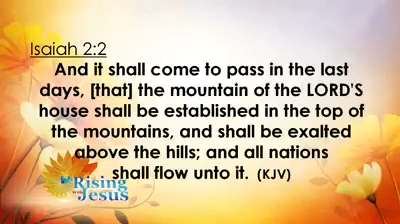 Isaiah 2:2
And it shall come to pass in the last
days, [that] the mountain of the LORD'S
house shall be established in the top of
the mountains, and shall be exalted
above the hills; and all nations
shall flow unto it. (KJV)
Rising
With
Jesus